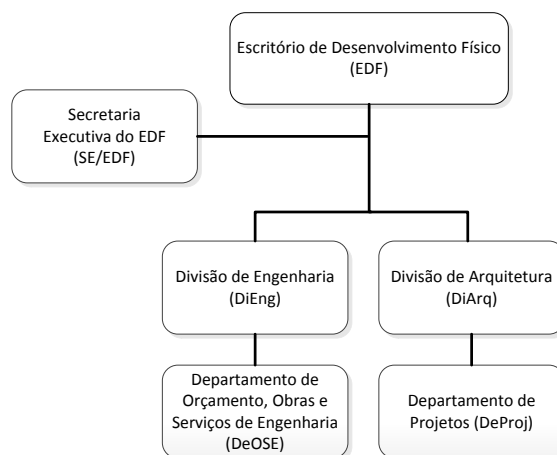 Escritório de Desenvolvimento Físico
(EDF)
Secretaria
Executiva do EDF
(SE/EDF)
Divisão de Engenharia
(DiEng)
Divisão de Arquitetura
(DiArq)
Departamento de
Orçamento, Obras e
Serviços de Engenharia
(DeOSE)
Departamento de
Projetos (DeProj)